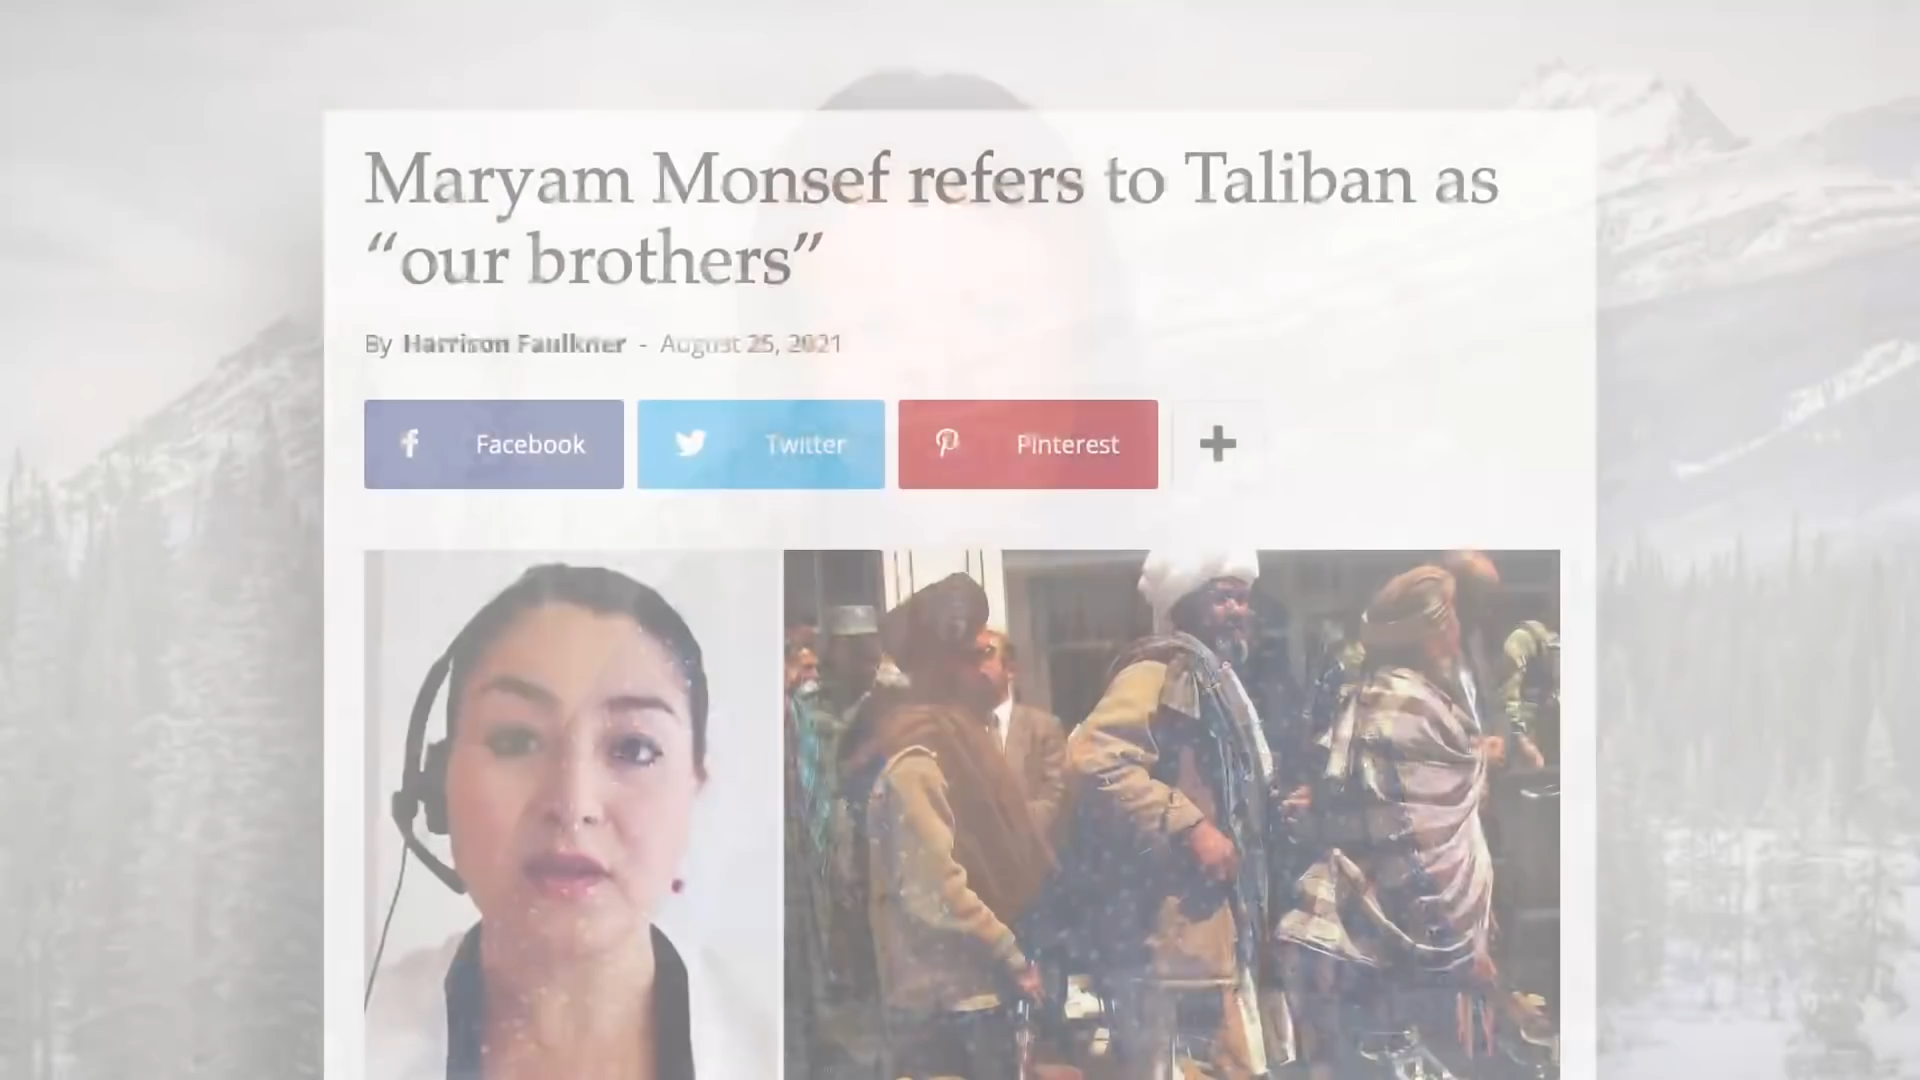 Maryam Monsef refers to Taliban as
“our brothers”
By Harrison Faulkner - August 25, 2021
Facebook Twitter Pinterest